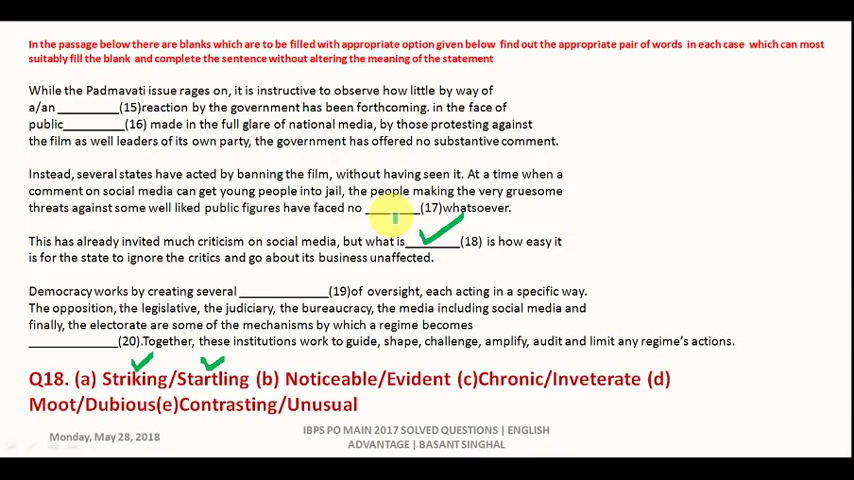 In the passage below there are blanks which are to be filled with appropriate option given below  find out the appropriate pair of words  in each case  which can most
suitably fill the blank  and complete the sentence without altering the meaning of the statement
While the Padmavati issue rages on, it is instructive to observe how little by way of
a/an _________(15)reaction by the government has been forthcoming. in the face of
public_________(16) made in the full glare of national media, by those protesting against
the film as well leaders of its own party, the government has offered no substantive comment.
Instead, several states have acted by banning the film, without having seen it. At a time when a
comment on social media can get young people into jail, the people making the very gruesome
threats against some well liked public figures have faced no ________(17)whatsoever.
This has already invited much criticism on social media, but what is________(18) is how easy it
is for the state to ignore the critics and go about its business unaffected.
Democracy works by creating several _____________(19)of oversight, each acting in a specific way.
The opposition, the legislative, the judiciary, the bureaucracy, the media including social media and
finally, the electorate are some of the mechanisms by which a regime becomes
_____________(20).Together, these institutions work to guide, shape, challenge, amplify, audit and limit any regime's actions.
Q18. (a) Striking/Startling (b) Noticeable/Evident (c)Chronic/Inveterate (d)
Moot/Dubious(e)Contrasting/Unusual
Monday, May 28, 2018
IBPS PO MAIN 2017 SOLVED QUESTIONS | ENGLISH
ADVANTAGE | BASANT SINGHAL